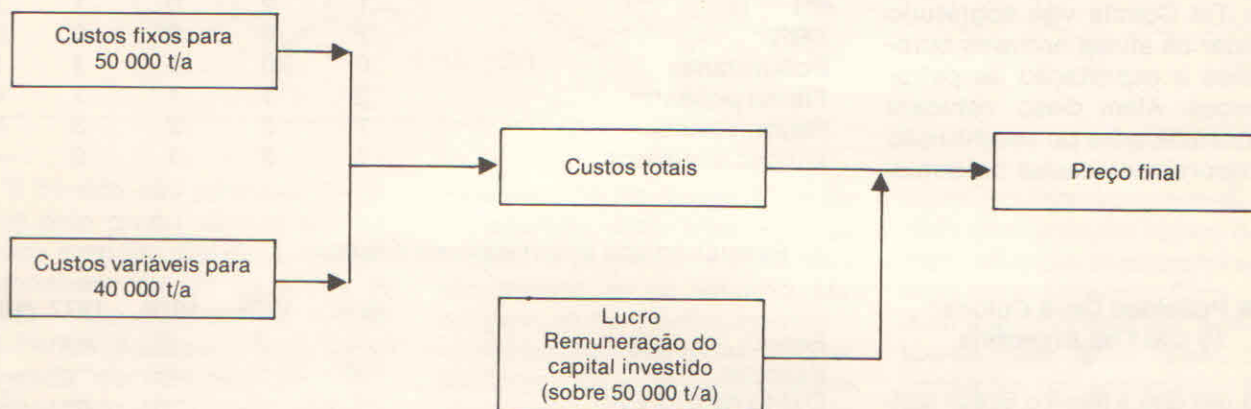 Custos fixos para
50 000 t/a
Custos totais
Preço final
Custos variáveis para
40 000 t/a
Lucro
Remuneração do
capital investido
(sobre 50 000 t/a)